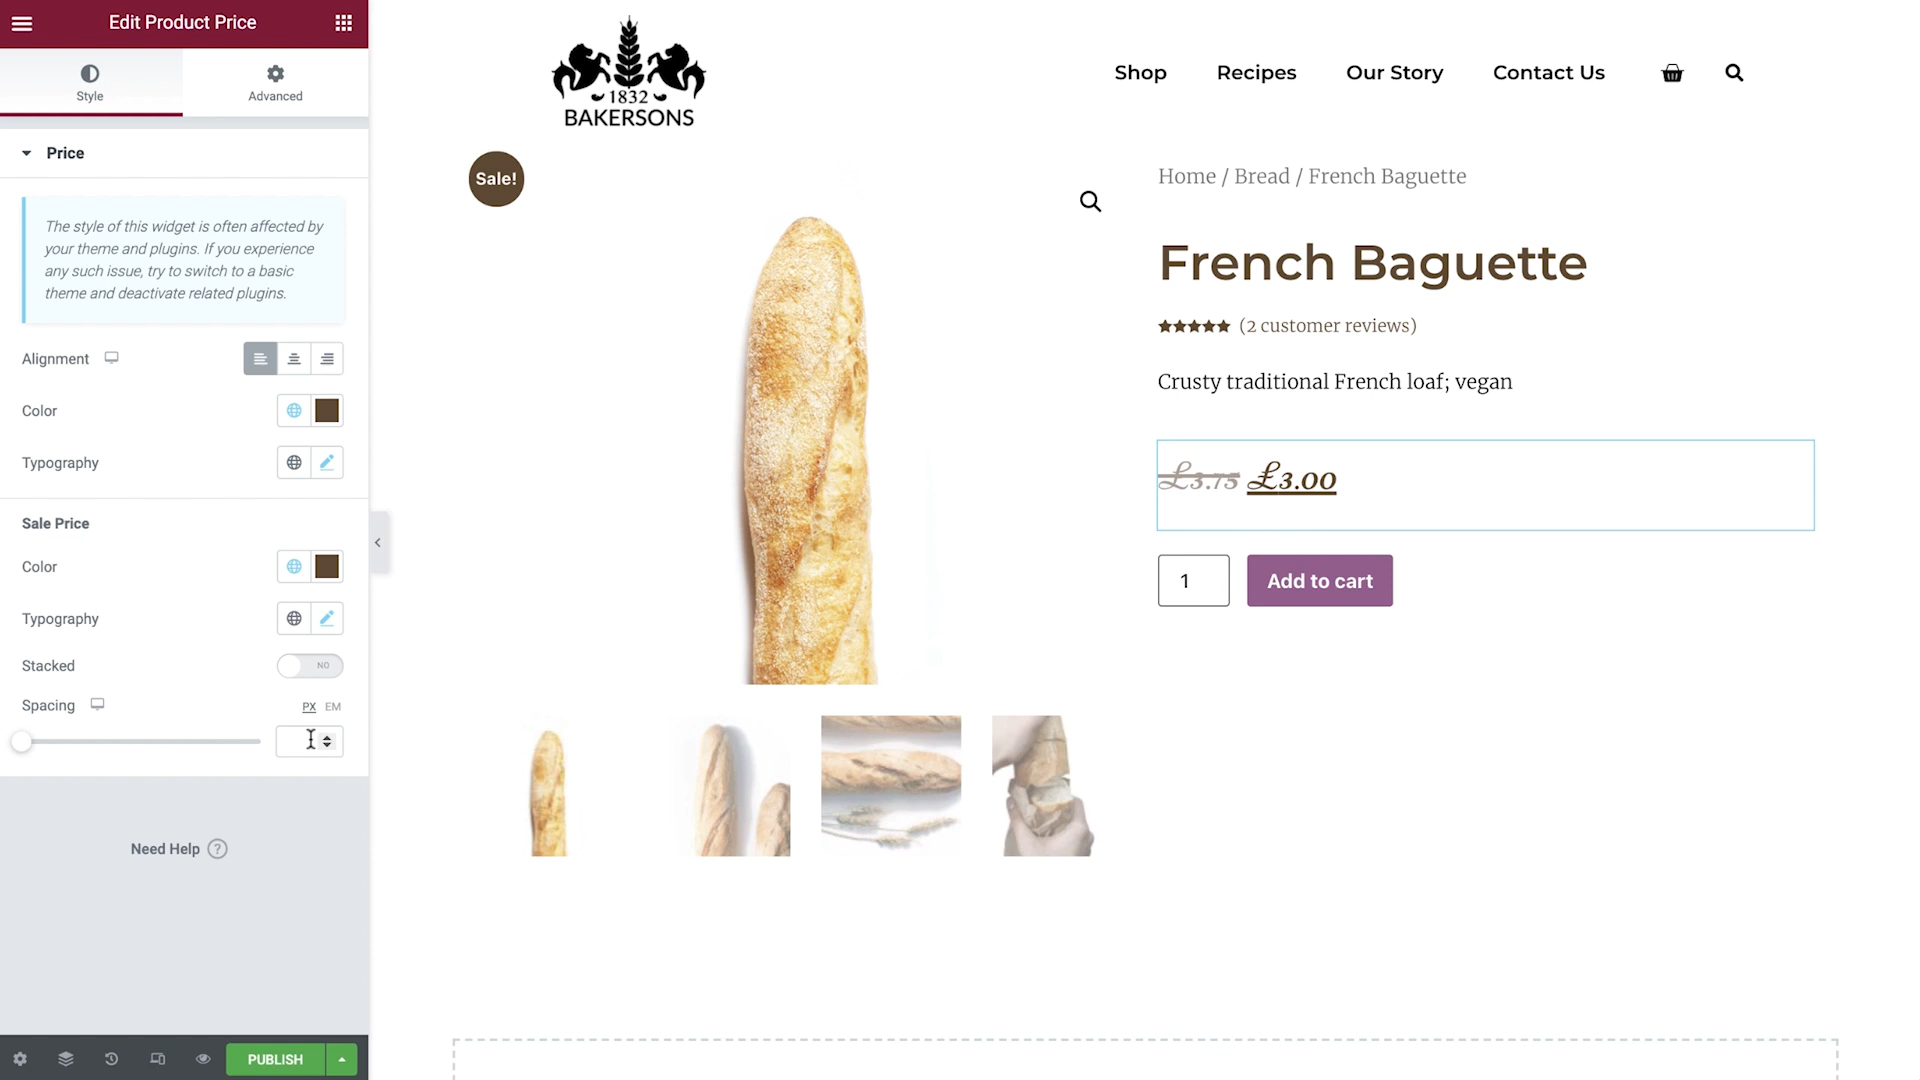 Edit Product Price
Style
Advanced
Price
The style of this widget is often affected by
your theme and plugins. If you experience
any such issue, try to switch to a basic
theme and deactivate related plugins.
Alignment
Color
Typography
Sale Price
Color
Typography
Stacked
NO
Spacing
PX EM
Need Help ?
PUBLISH
1832
BAKERSONS
Shop
Recipes
Our Story
Contact Us
Sale!
Home / Bread / French Baguette
French Baguette
(2 customer reviews)
Crusty traditional French loaf; vegan
£3.75 £3.00
1
Add to cart